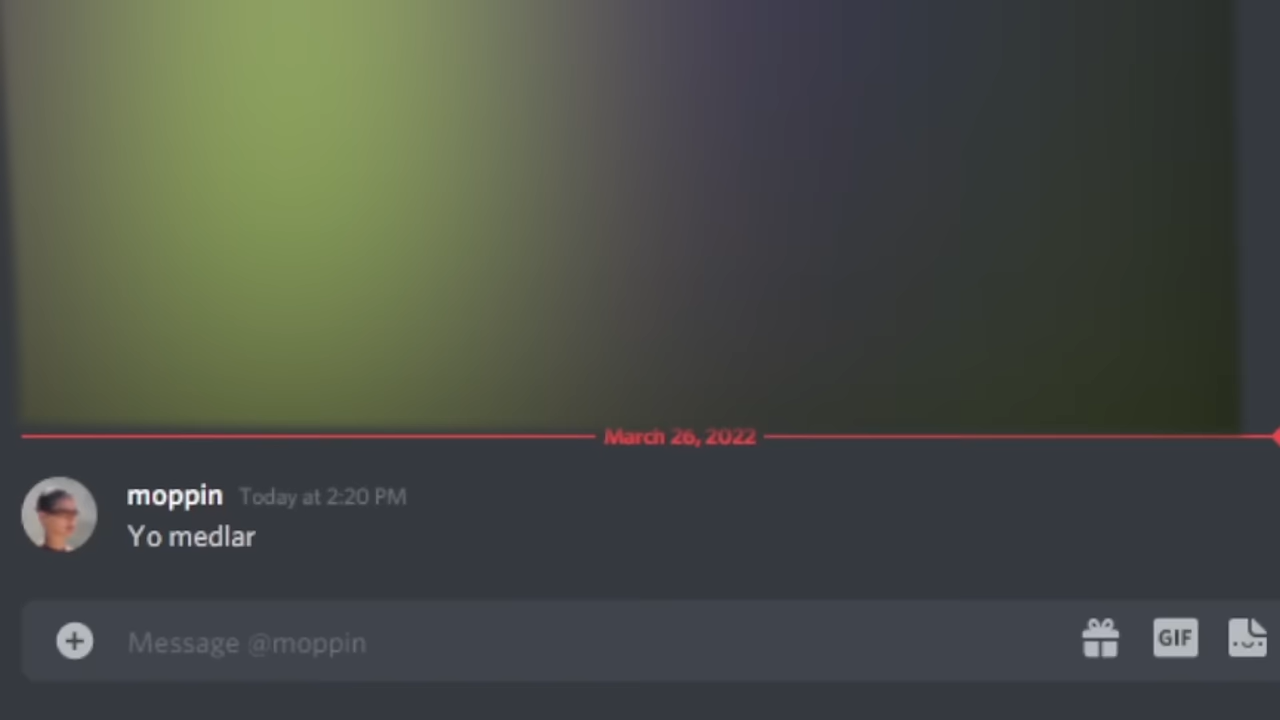 March 26, 2022
moppin Today at 2:20 PM
Yo medlar
Message @moppin
GIF